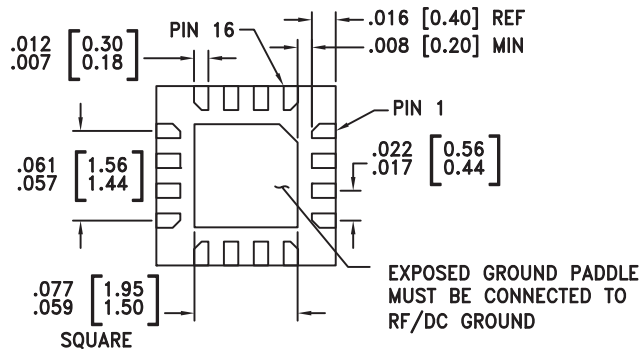 .016 [0.40] REF
.008 [0.20] MIN
PIN 16
.012 [0.30]
.007 [0.18]
PIN 1
.022 [0.56]
.017 [0.44]
.061 [1.56]
.057 [1.44]
.077 [1.95]
.059 [1.50]
SQUARE
EXPOSED GROUND PADDLE
MUST BE CONNECTED TO
RF/DC GROUND